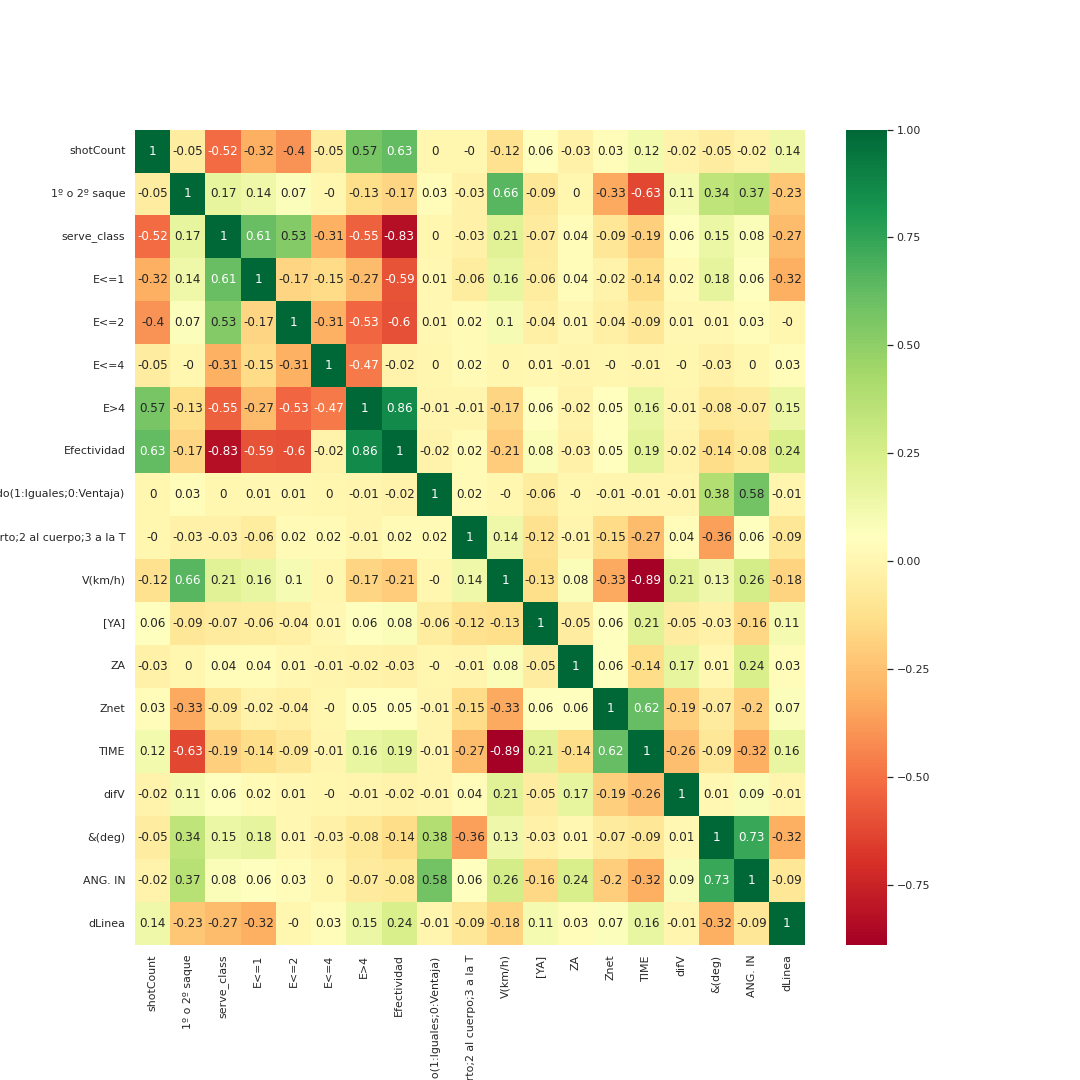 shotCount 1 -0.05 -0.52 -0.32 -0.4 -0.05 0.57 0.63 0 -0 -0.12 0.06 -0.03 0.03 0.12 -0.02 -0.05 -0.02 0.14
1º o 2º saque -0.05 1 0.17 0.14 0.07 -0 -0.13 -0.17 0.03 -0.03 0.66 -0.09 0 -0.33 -0.63 0.11 0.34 0.37 -0.23
serve_class -0.52 0.17 1 0.61 0.53 -0.31 -0.55 -0.83 0 -0.03 0.21 -0.07 0.04 -0.09 -0.19 0.06 0.15 0.08 -0.27
E<=1 -0.32 0.14 0.61 1 -0.17 -0.15 -0.27 -0.59 0.01 -0.06 0.16 -0.06 0.04 -0.02 -0.14 0.02 0.18 0.06 -0.32
E<=2 -0.4 0.07 0.53 -0.17 1 -0.31 -0.53 -0.6 0.01 0.02 0.1 -0.04 0.01 -0.04 -0.09 0.01 0.01 0.03 -0
E<=4 -0.05 -0 -0.31 -0.15 -0.31 1 -0.47 -0.02 0 0.02 0 0.01 -0.01 -0 -0.01 -0 -0.03 0 0.03
E>4 0.57 -0.13 -0.55 -0.27 -0.53 -0.47 1 0.86 -0.01 -0.01 -0.17 0.06 -0.02 0.05 0.16 -0.01 -0.08 -0.07 0.15
Efectividad 0.63 -0.17 -0.83 -0.59 -0.6 -0.02 0.86 1 -0.02 0.02 -0.21 0.08 -0.03 0.05 0.19 -0.02 -0.14 -0.08 0.24
do(1:Iguales;0:Ventaja) 0 0.03 0 0.01 0.01 0 -0.01 -0.02 1 0.02 -0 -0.06 -0 -0.01 -0.01 -0.01 0.38 0.58 -0.01
rto;2 al cuerpo;3 a la T -0 -0.03 -0.03 -0.06 0.02 0.02 -0.01 0.02 0.02 1 0.14 -0.12 -0.01 -0.15 -0.27 0.04 -0.36 0.06 -0.09
V(km/h) -0.12 0.66 0.21 0.16 0.1 0 -0.17 -0.21 -0 0.14 1 -0.13 0.08 -0.33 -0.89 0.21 0.13 0.26 -0.18
[YA] 0.06 -0.09 -0.07 -0.06 -0.04 0.01 0.06 0.08 -0.06 -0.12 -0.13 1 -0.05 0.06 0.21 -0.05 -0.03 -0.16 0.11
ZA -0.03 0 0.04 0.04 0.01 -0.01 -0.02 -0.03 -0 -0.01 0.08 -0.05 1 0.06 -0.14 0.17 0.01 0.24 0.03
Znet 0.03 -0.33 -0.09 -0.02 -0.04 -0 0.05 0.05 -0.01 -0.15 -0.33 0.06 0.06 1 0.62 -0.19 -0.07 -0.2 0.07
TIME 0.12 -0.63 -0.19 -0.14 -0.09 -0.01 0.16 0.19 -0.01 -0.27 -0.89 0.21 -0.14 0.62 1 -0.26 -0.09 -0.32 0.16
difV -0.02 0.11 0.06 0.02 0.01 -0 -0.01 -0.02 -0.01 0.04 0.21 -0.05 0.17 -0.19 -0.26 1 0.01 0.09 -0.01
&(deg) -0.05 0.34 0.15 0.18 0.01 -0.03 -0.08 -0.14 0.38 -0.36 0.13 -0.03 0.01 -0.07 -0.09 0.01 1 0.73 -0.32
ANG. IN -0.02 0.37 0.08 0.06 0.03 0 -0.07 -0.08 0.58 0.06 0.26 -0.16 0.24 -0.2 -0.32 0.09 0.73 1 -0.09
dLinea 0.14 -0.23 -0.27 -0.32 -0 0.03 0.15 0.24 -0.01 -0.09 -0.18 0.11 0.03 0.07 0.16 -0.01 -0.32 -0.09 1
shotCount
1º o 2º saque
serve_class
E<=1
E<=2
E<=4
E>4
Efectividad
o(1:Iguales;0:Ventaja)
rto;2 al cuerpo;3 a la T
V(km/h)
[YA]
ZA
Znet
TIME
difV
&(deg)
ANG. IN
dLinea
1.00
0.75
0.50
0.25
0.00
−0.25
−0.50
−0.75